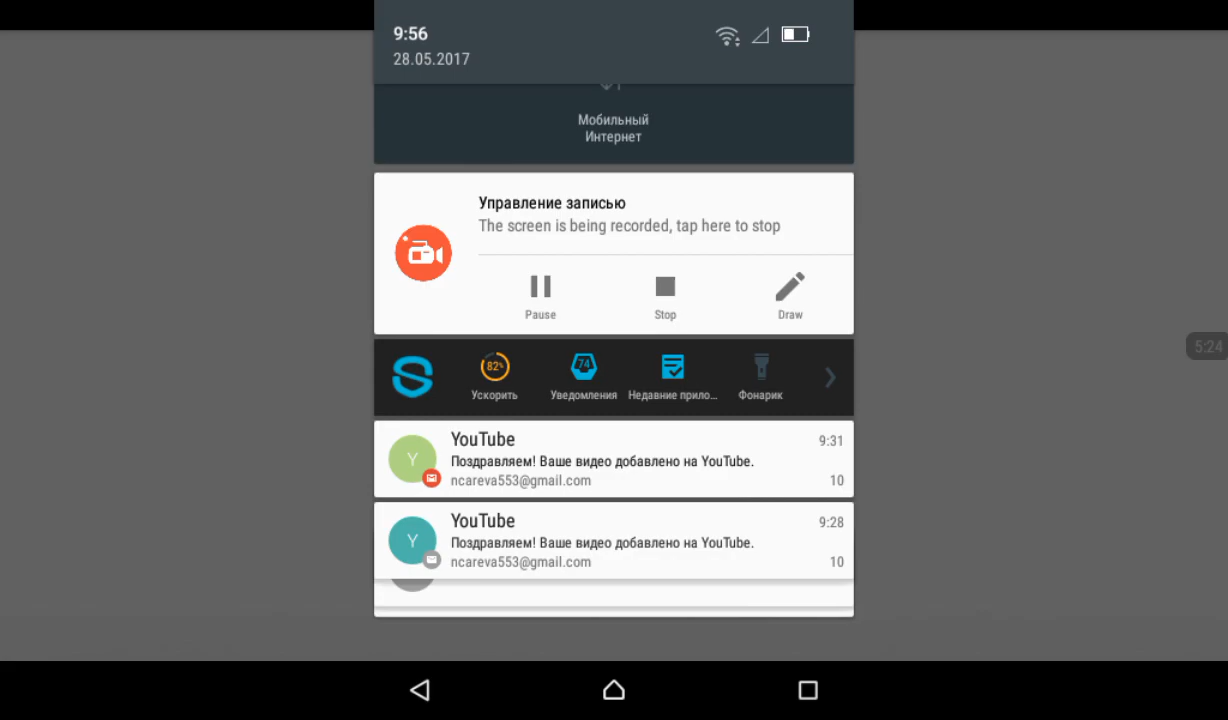 9:56
28.05.2017
Мобильный
Интернет
Управление записью
The screen is being recorded, tap here to stop
Pause
Stop
Draw
82%
74
Ускорить
Уведомления
Недавние прило...
Фонарик
5:24
Y
YouTube
9:31
Поздравляем! Ваше видео добавлено на YouTube.
ncareva553@gmail.com
10
Y
YouTube
9:28
Поздравляем! Ваше видео добавлено на YouTube.
ncareva553@gmail.com
10